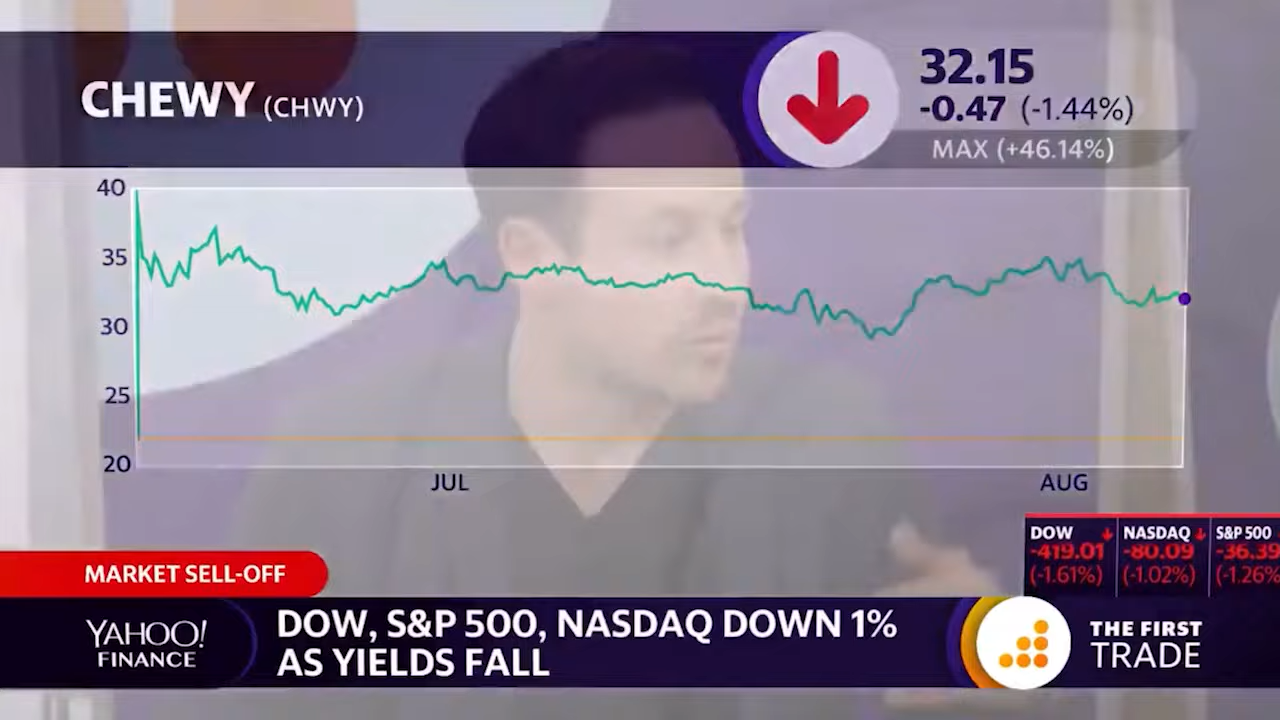 CHEWY (CHWY)
32.15
-0.47 (-1.44%)
MAX (+46.14%)
40
35
30
25
20
JUL
AUG
DOW
-419.01
(-1.61%)
NASDAQ
-80.09
(-1.02%)
S&P 500
-36.39
(-1.26%
MARKET SELL-OFF
YAHOO!
FINANCE
DOW, S&P 500, NASDAQ DOWN 1%
AS YIELDS FALL
THE FIRST
TRADE